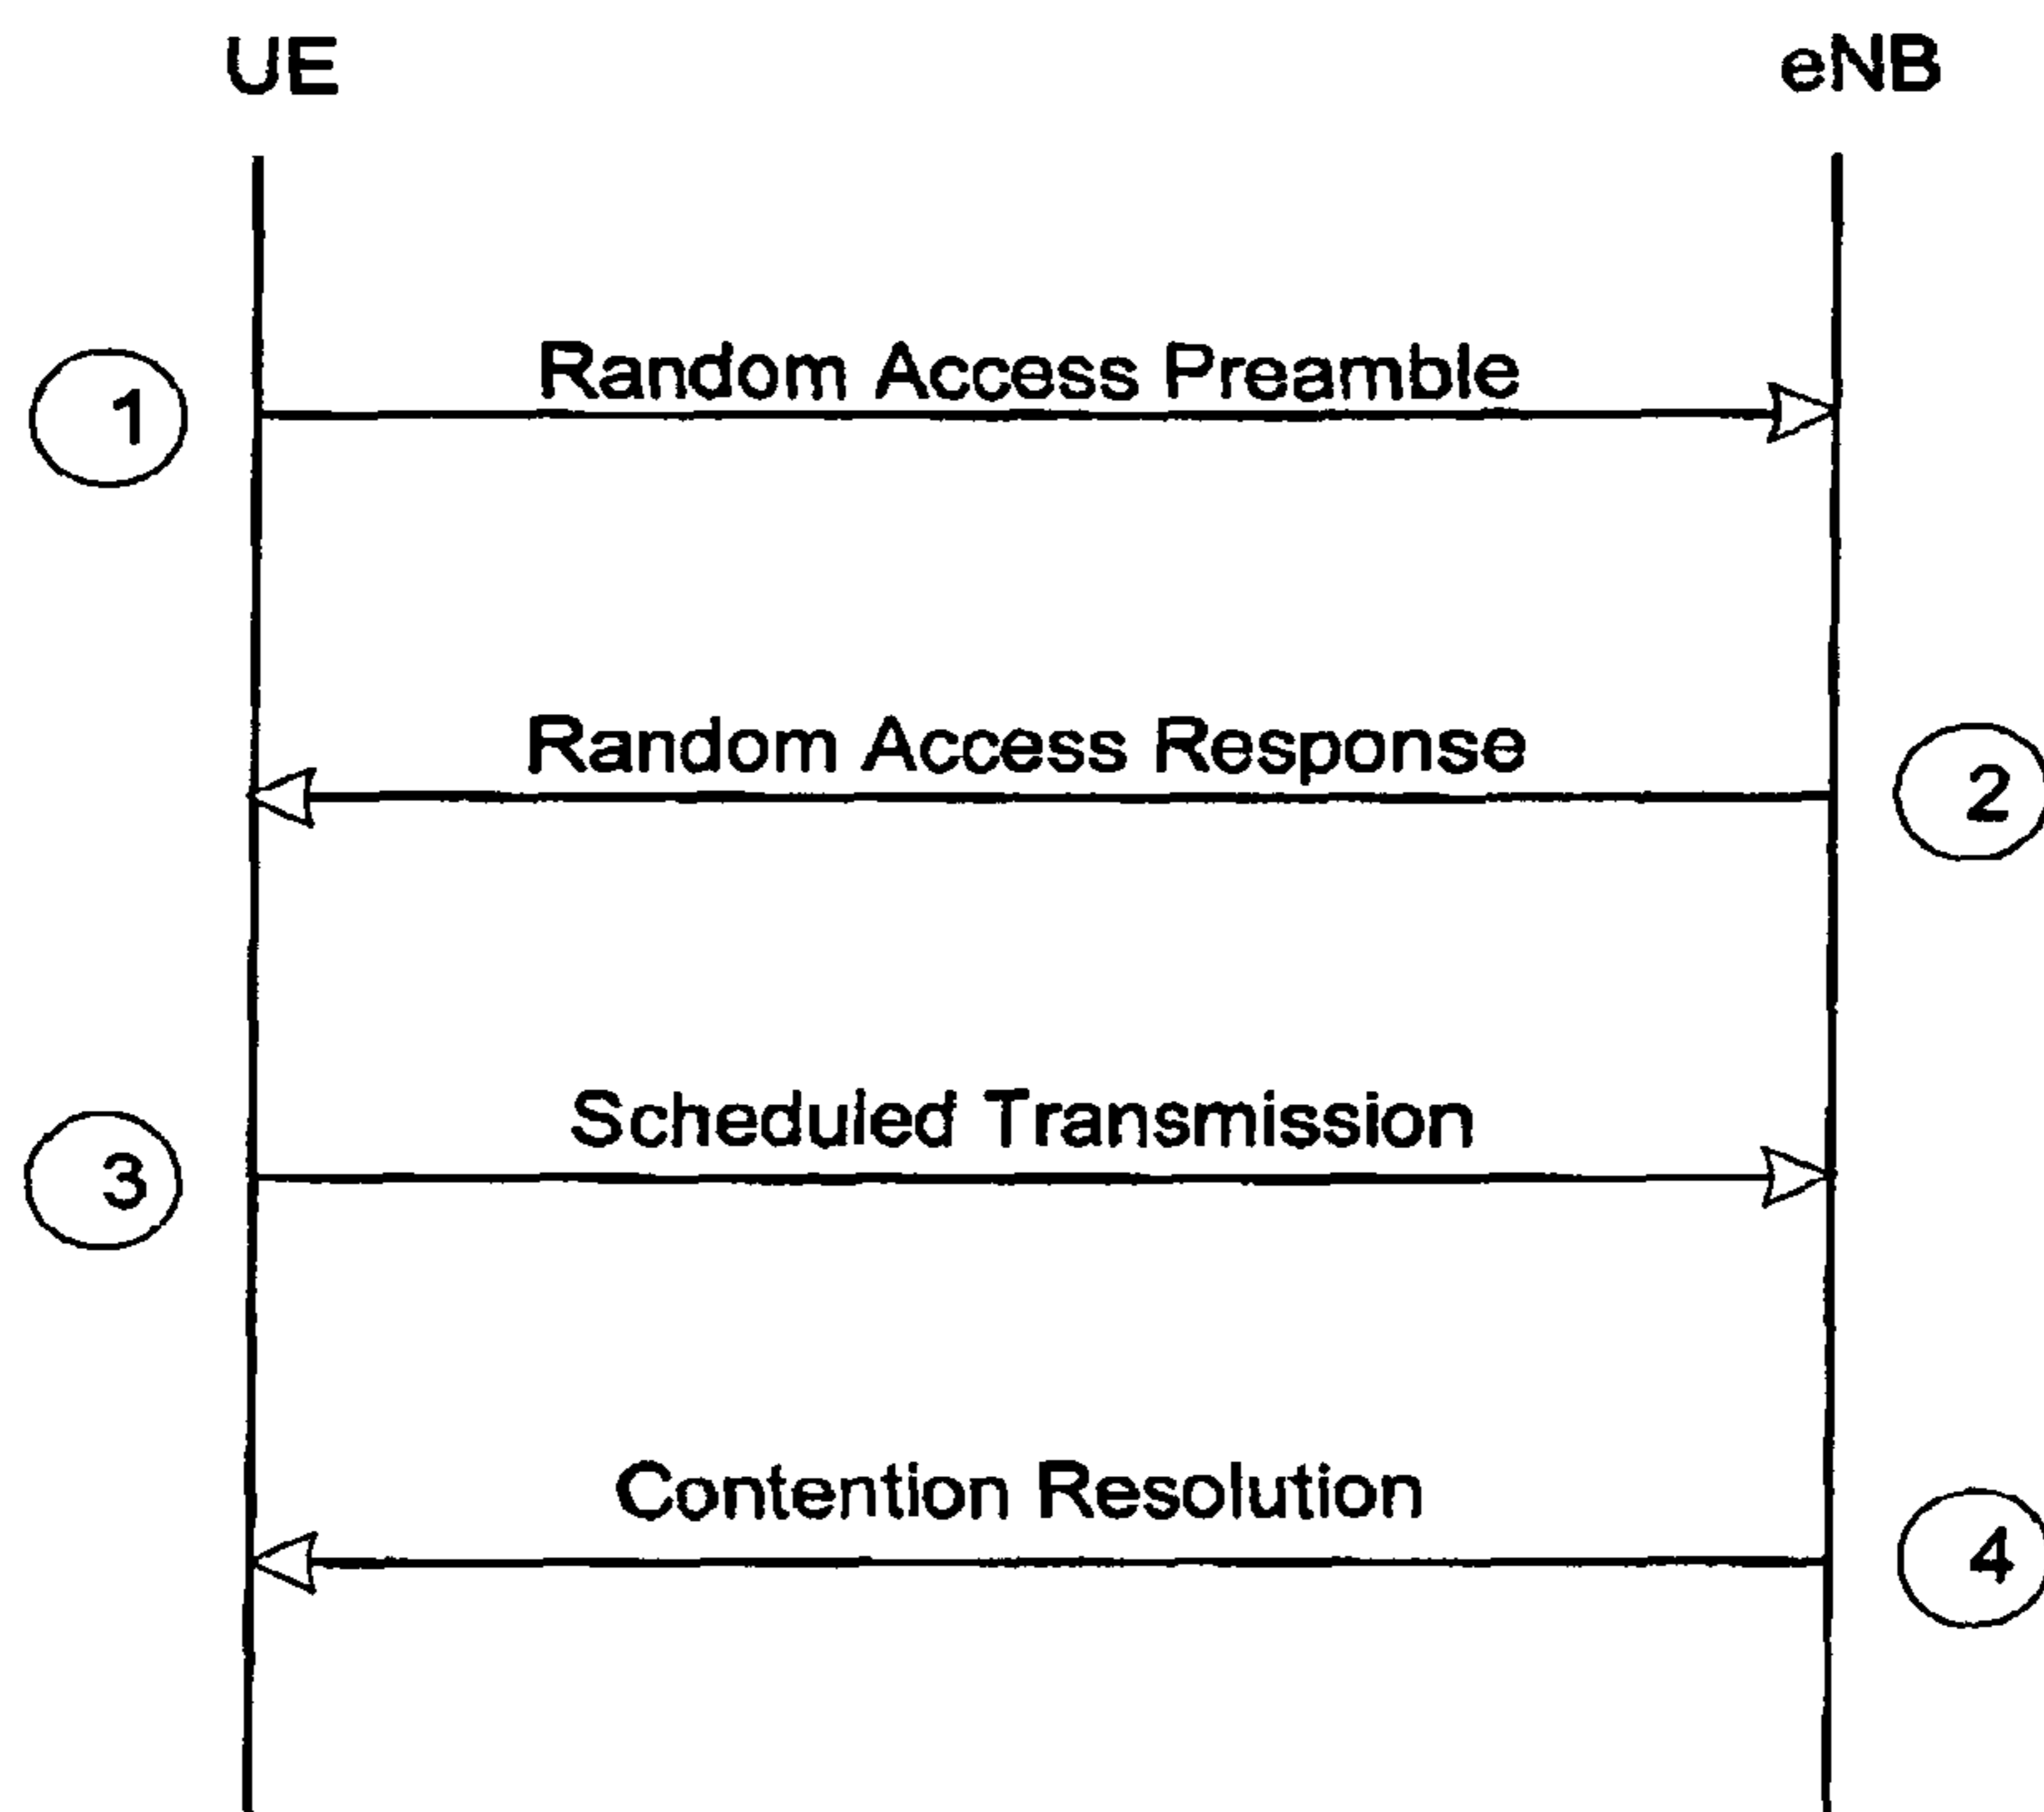 UE eNB
Random Access Preamble
1
Random Access Response
2
Scheduled Transmission
3
Contention Resolution
4